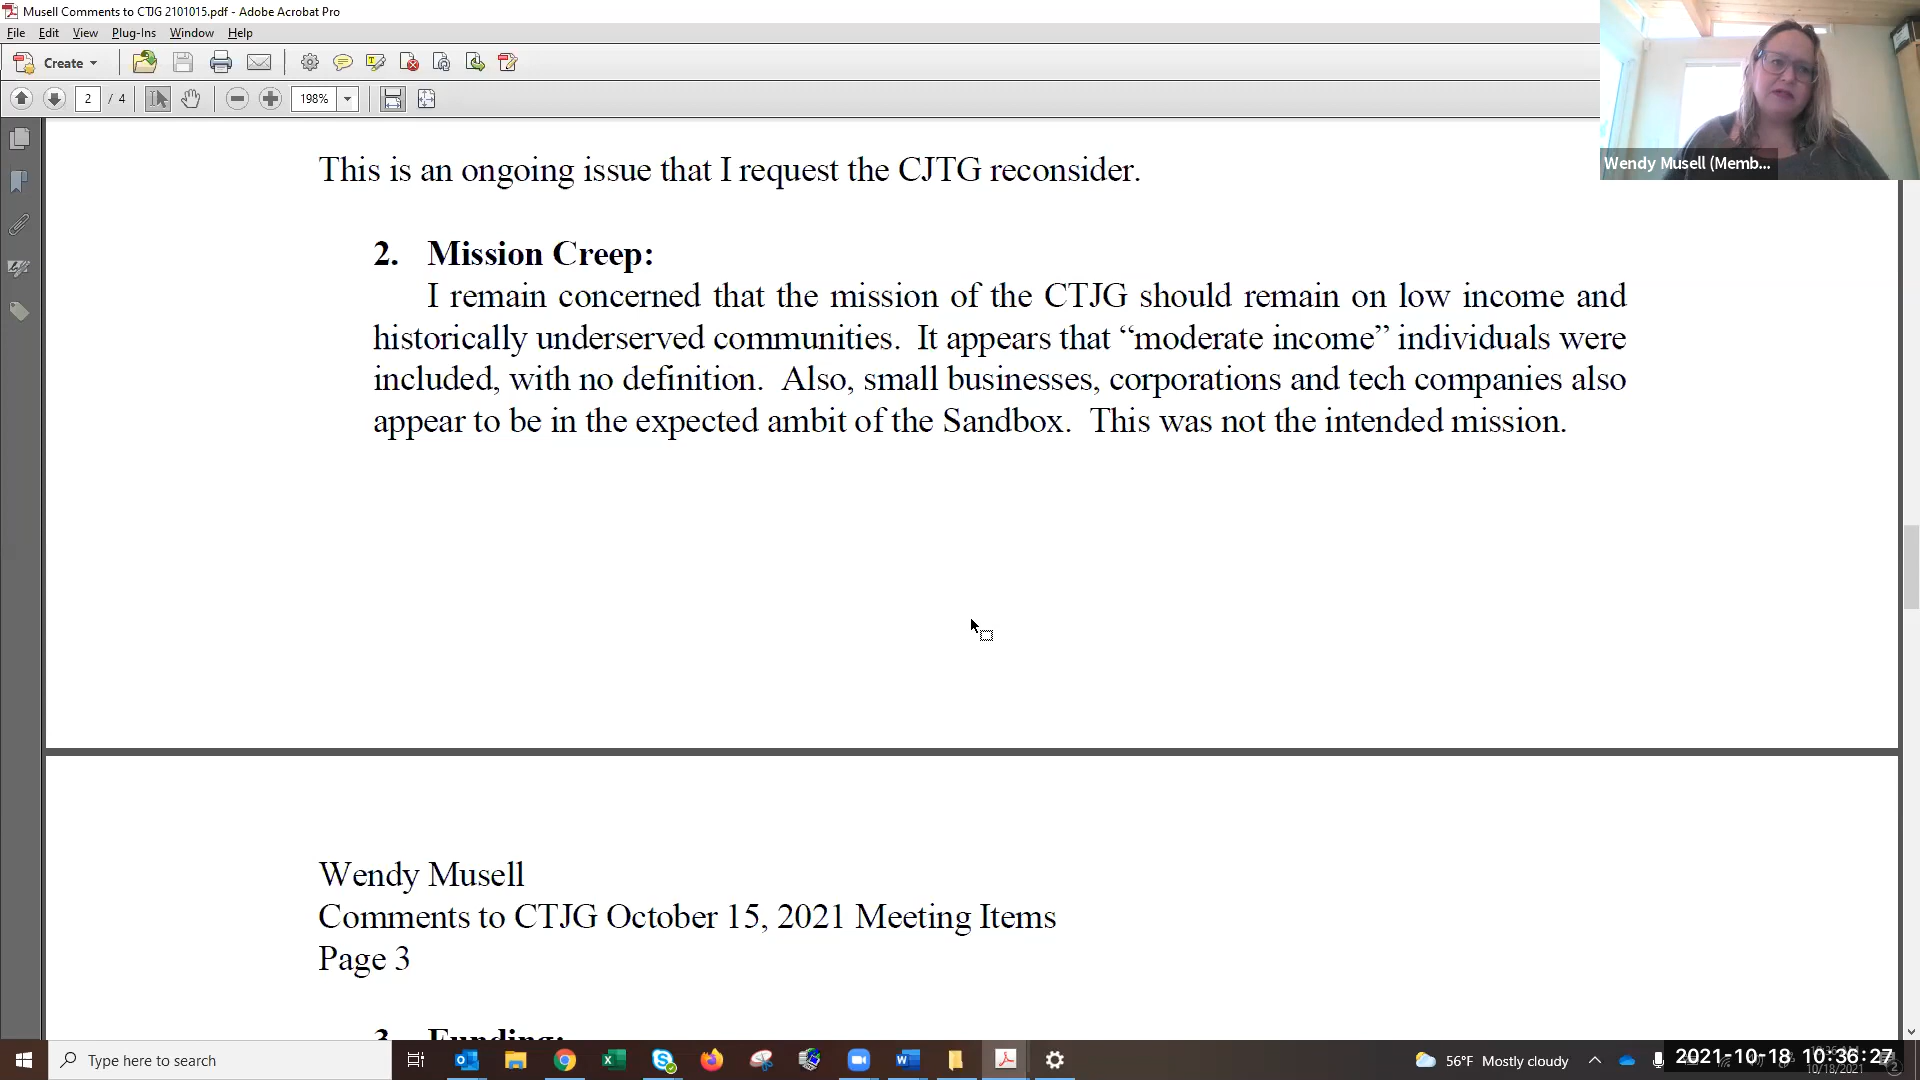 Musell Comments to CTJG 2101015.pdf - Adobe Acrobat Pro
File Edit View Plug-Ins Window Help
Create
2 / 4 198%
Wendy Musell (Memb...
This is an ongoing issue that I request the CJTG reconsider.
2. Mission Creep:
I remain concerned that the mission of the CTJG should remain on low income and
historically underserved communities. It appears that “moderate income” individuals were
included, with no definition. Also, small businesses, corporations and tech companies also
appear to be in the expected ambit of the Sandbox. This was not the intended mission.
Wendy Musell
Comments to CTJG October 15, 2021 Meeting Items
Page 3
3. Funding:
Type here to search
56°F Mostly cloudy
2021-10-18 10:36:27
10/18/2021